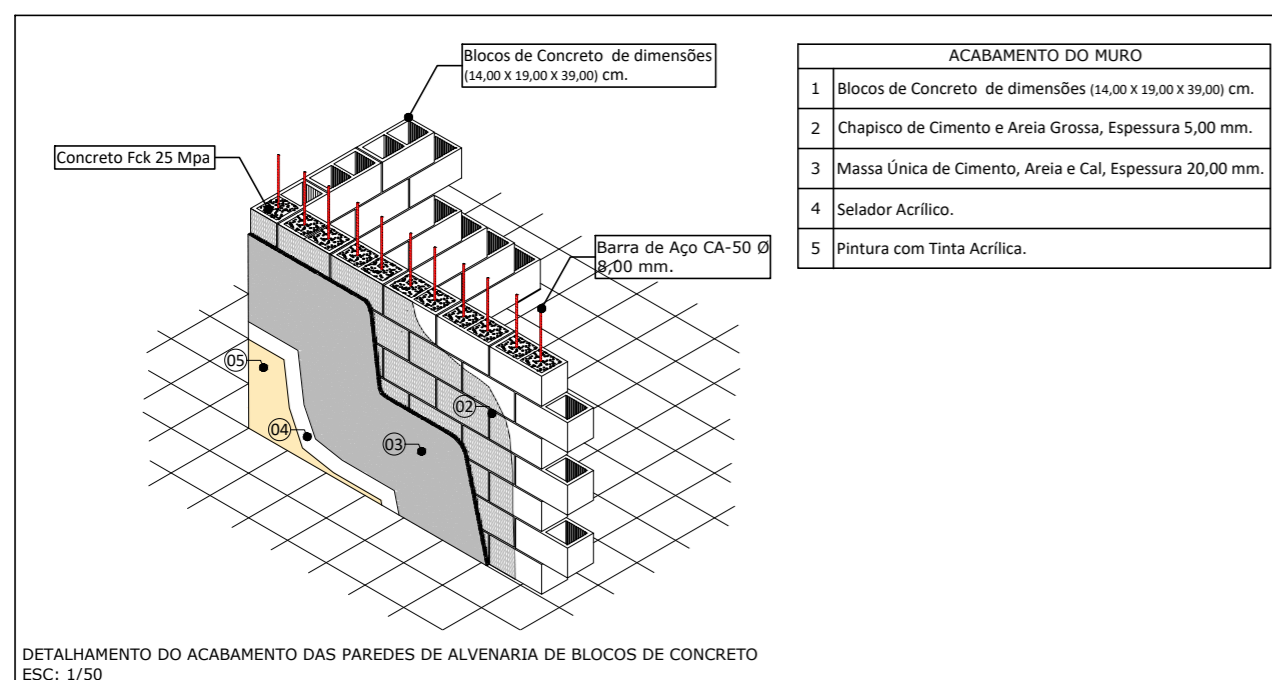 Blocos de Concreto de dimensões
(14,00 X 19,00 X 39,00) cm.
Concreto Fck 25 Mpa
Barra de Aço CA-50 Ø
8,00 mm.
05
04
03
02
ACABAMENTO DO MURO
1 Blocos de Concreto de dimensões (14,00 X 19,00 X 39,00) cm.
2 Chapisco de Cimento e Areia Grossa, Espessura 5,00 mm.
3 Massa Única de Cimento, Areia e Cal, Espessura 20,00 mm.
4 Selador Acrílico.
5 Pintura com Tinta Acrílica.
DETALHAMENTO DO ACABAMENTO DAS PAREDES DE ALVENARIA DE BLOCOS DE CONCRETO
ESC: 1/50